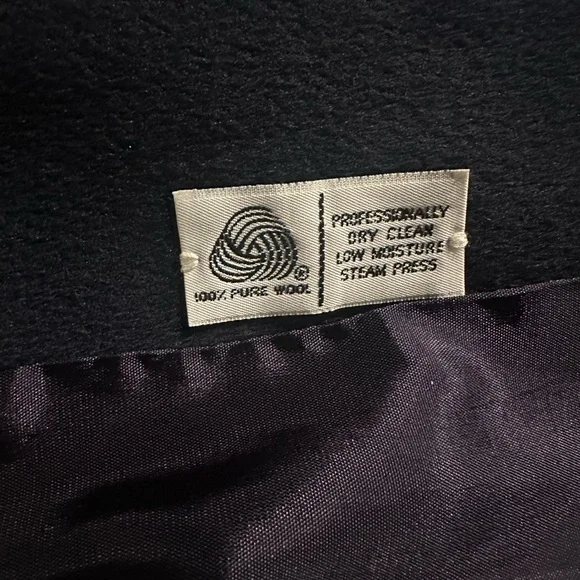 ®
100% PURE WOOL
PROFESSIONALLY
DRY CLEAN
LOW MOISTURE
STEAM PRESS